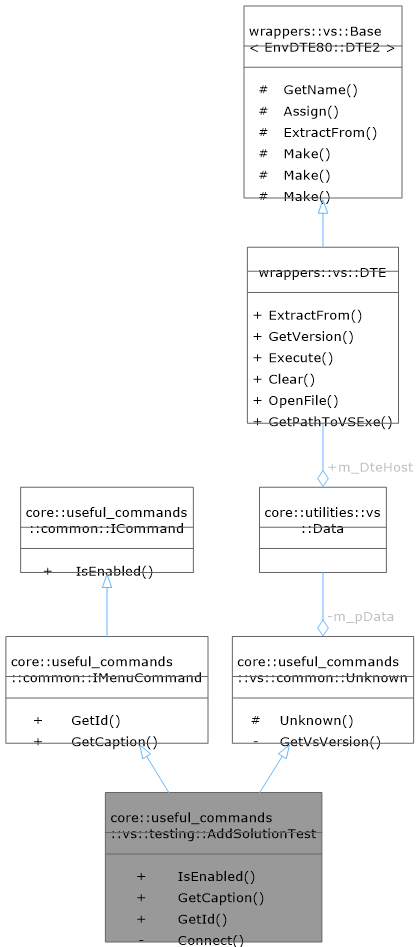 wrappers::vs::Base
< EnvDTE80::DTE2 >
# GetName()
# Assign()
# ExtractFrom()
# Make()
# Make()
# Make()
wrappers::vs::DTE
+ ExtractFrom()
+ GetVersion()
+ Execute()
+ Clear()
+ OpenFile()
+ GetPathToVSExe()
+m_DteHost
core::useful_commands
::common::ICommand
+ IsEnabled()
core::utilities::vs
::Data
-m_pData
core::useful_commands
::common::IMenuCommand
+ GetId()
+ GetCaption()
core::useful_commands
::vs::common::Unknown
# Unknown()
- GetVsVersion()
core::useful_commands
::vs::testing::AddSolutionTest
+ IsEnabled()
+ GetCaption()
+ GetId()
- Connect()